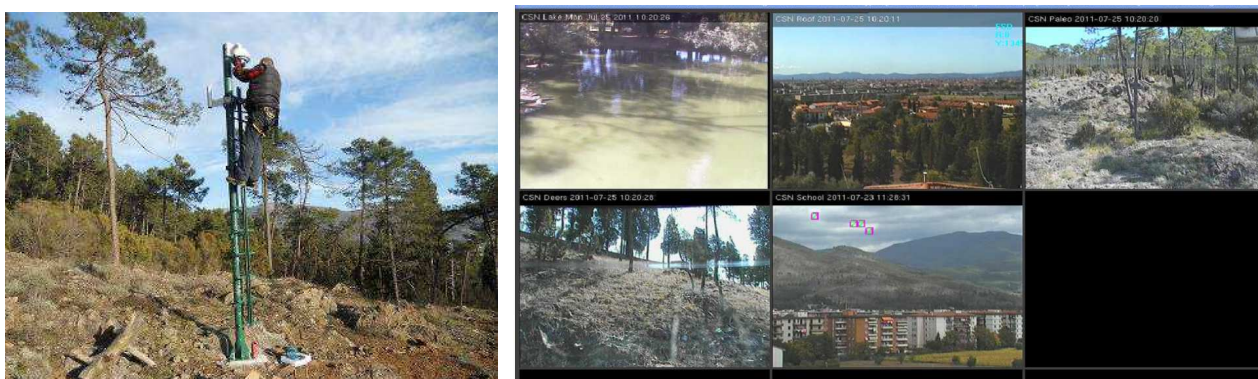 CSN Lake Mon Jul 25 2011 10:20:28
CSN Roof 2011-07-25 10:20:11
CSN Paleo 2011-07-25 10:20:20
CSN Deers 2011-07-25 10:20:28
CSN School 2011-07-23 11:28:31